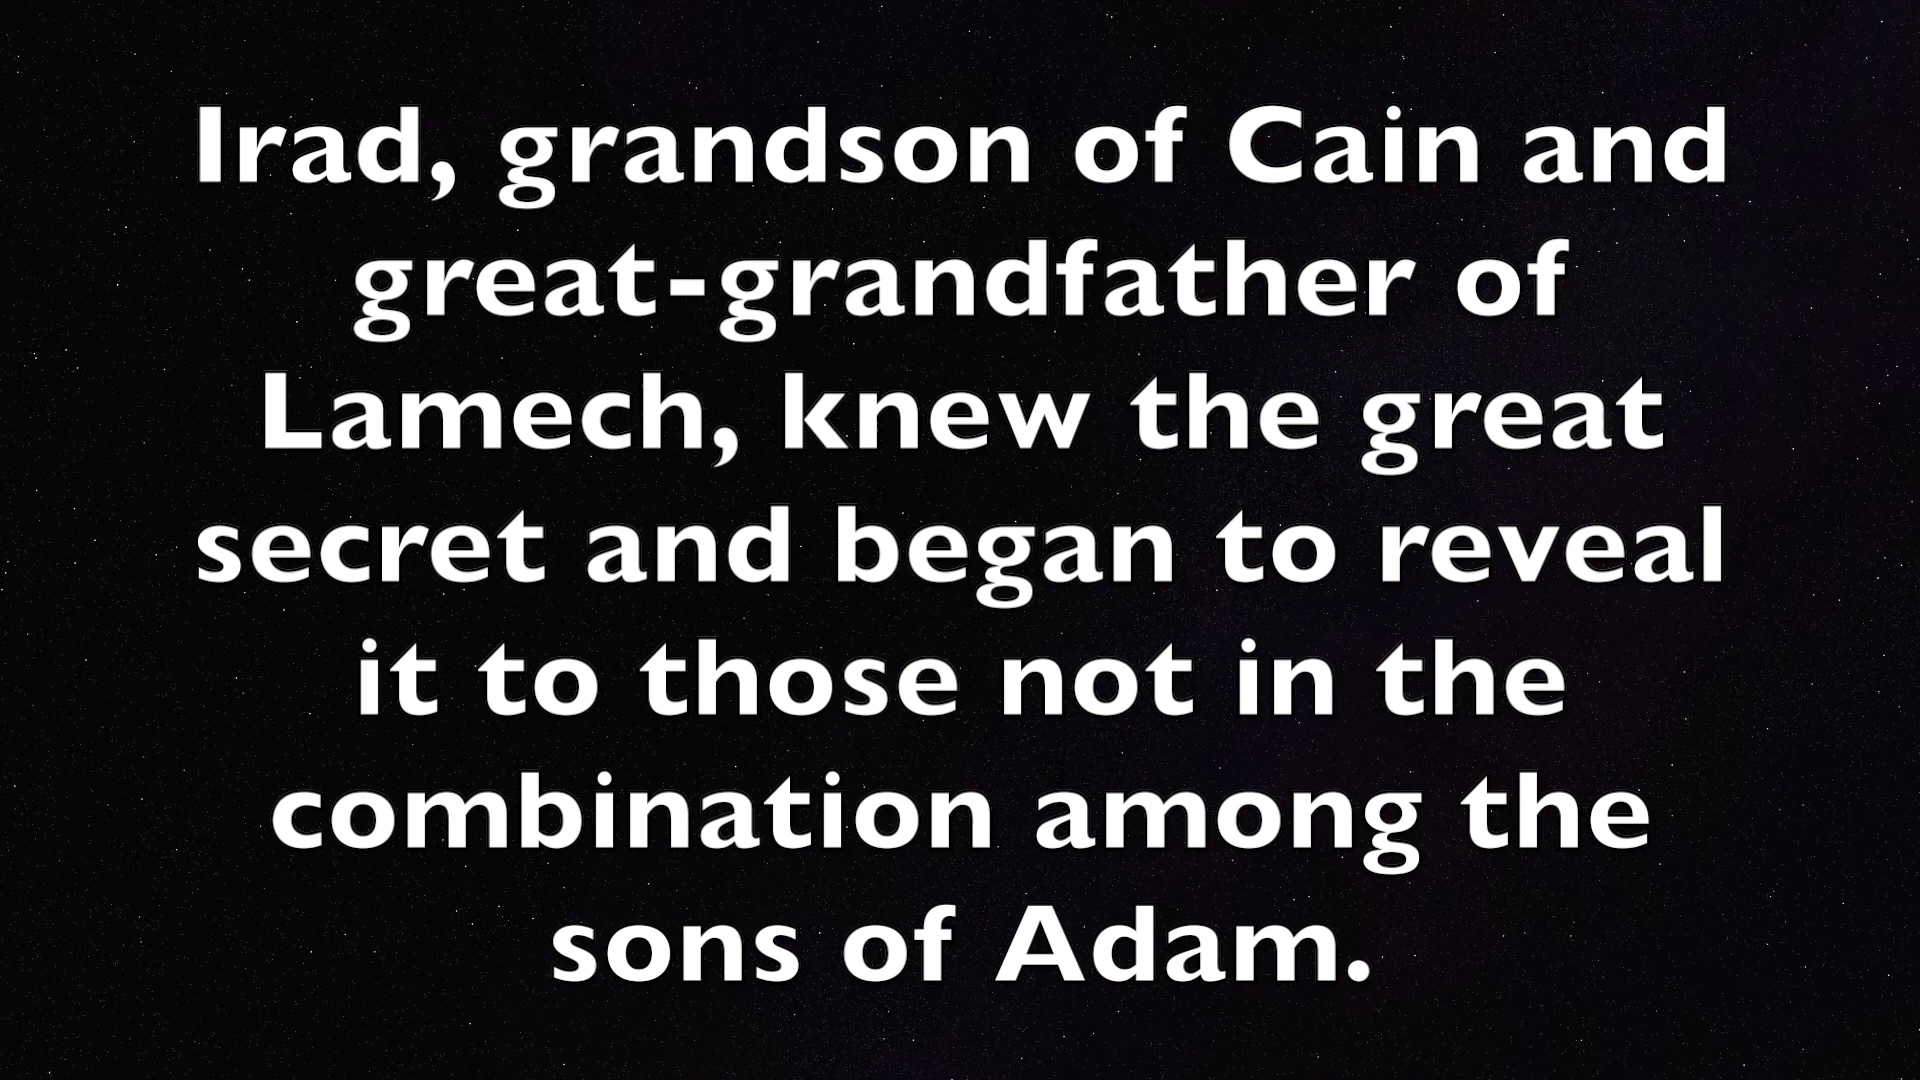 Irad, grandson of Cain and
great-grandfather of
Lamech, knew the great
secret and began to reveal
it to those not in the
combination among the
sons of Adam.